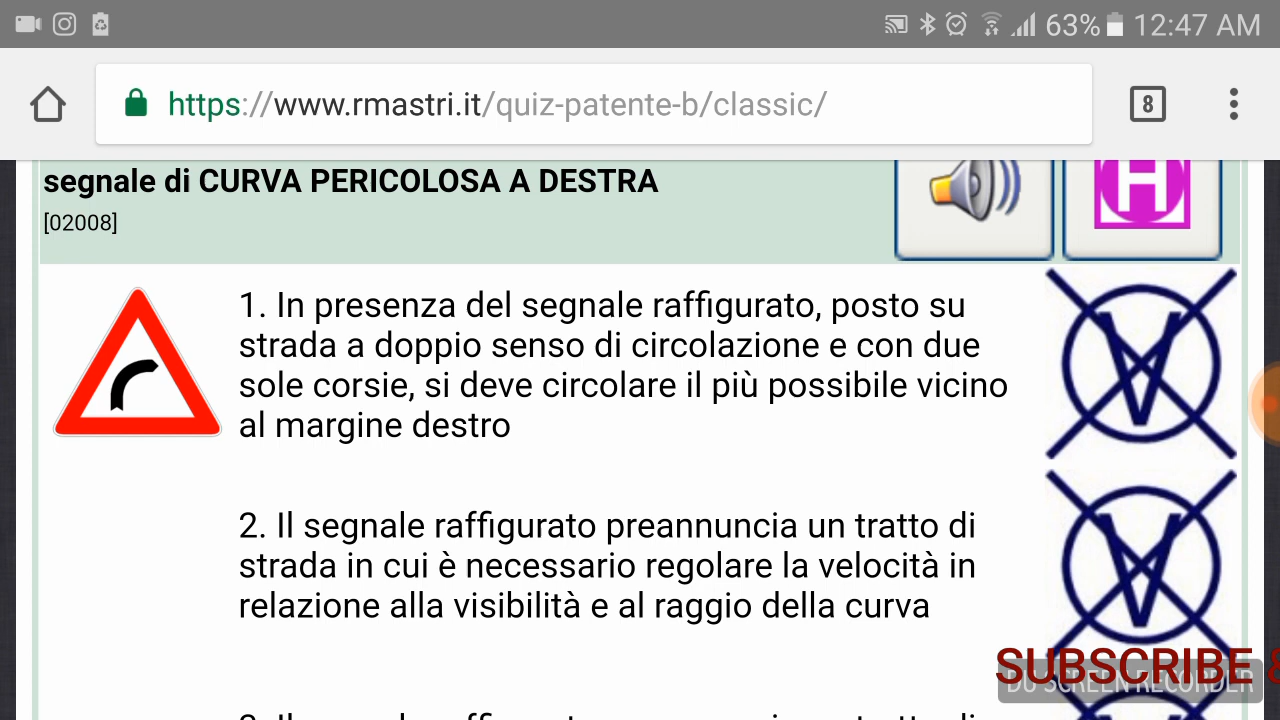 63% 12:47 AM
https://www.rmastri.it/quiz-patente-b/classic/
8
segnale di CURVA PERICOLOSA A DESTRA
[02008]
H
1. In presenza del segnale raffigurato, posto su
strada a doppio senso di circolazione e con due
sole corsie, si deve circolare il più possibile vicino
al margine destro
V
2. Il segnale raffigurato preannuncia un tratto di
strada in cui è necessario regolare la velocità in
relazione alla visibilità e al raggio della curva
V
SUBSCRIBE
DU SCREEN RECORDER